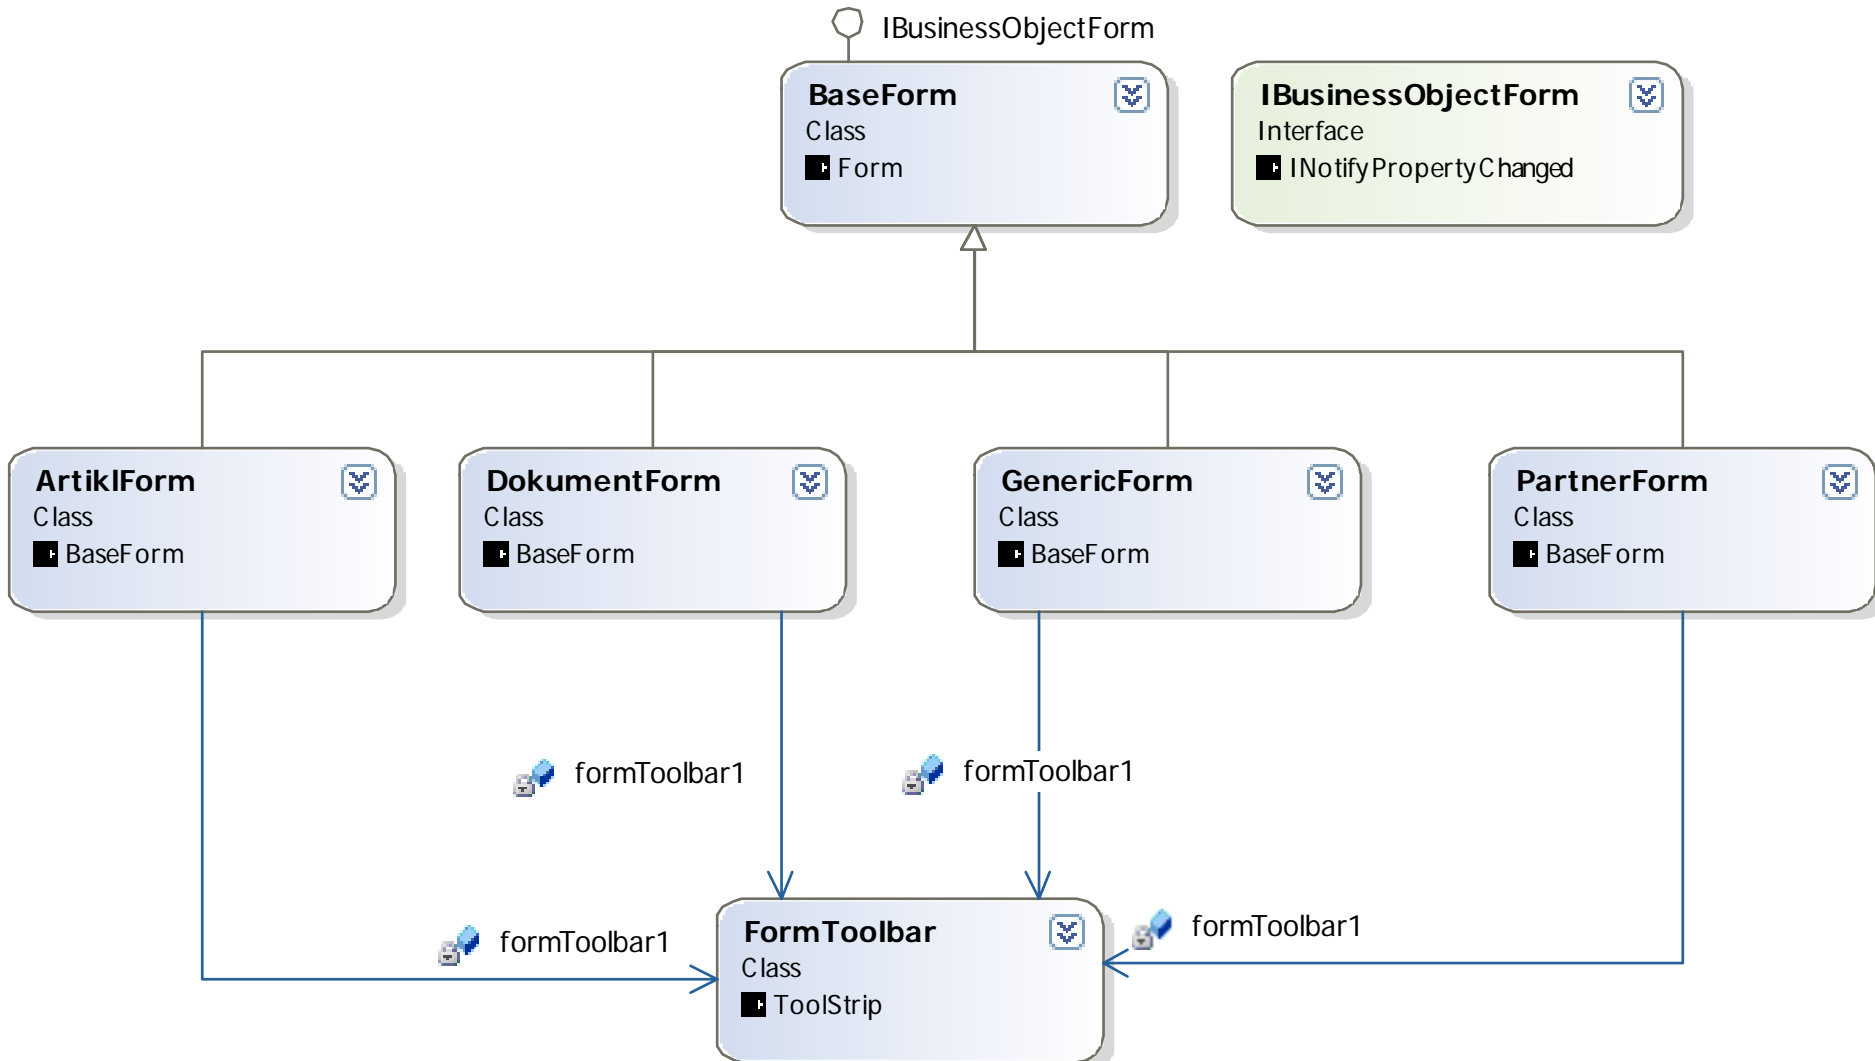 IBusinessObjectForm
BaseForm
Class
Form
IBusinessObjectForm
Interface
INotifyPropertyChanged
ArtiklForm
Class
BaseForm
DokumentForm
Class
BaseForm
GenericForm
Class
BaseForm
PartnerForm
Class
BaseForm
formToolbar1
formToolbar1
formToolbar1
formToolbar1
FormToolbar
Class
ToolStrip